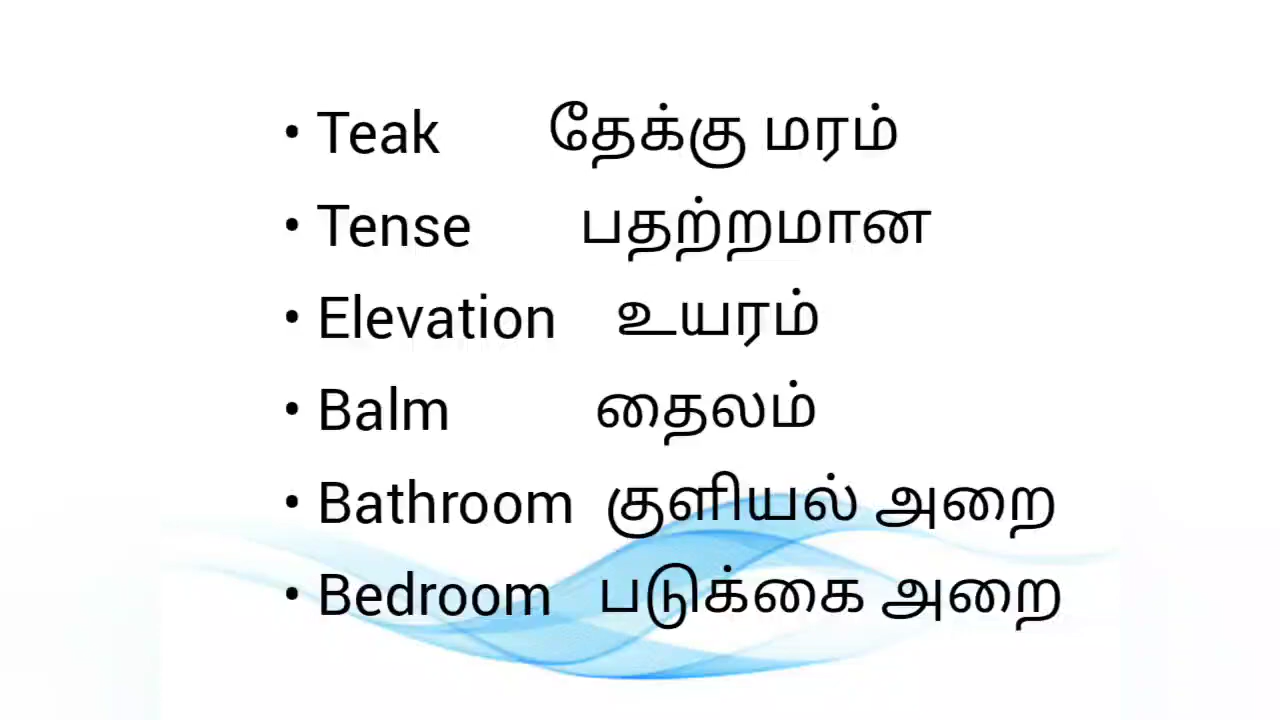 • Teak தேக்கு மரம்
• Tense பதற்றமான
• Elevation உயரம்
• Balm தைலம்
• Bathroom குளியல் அறை
• Bedroom படுக்கை அறை